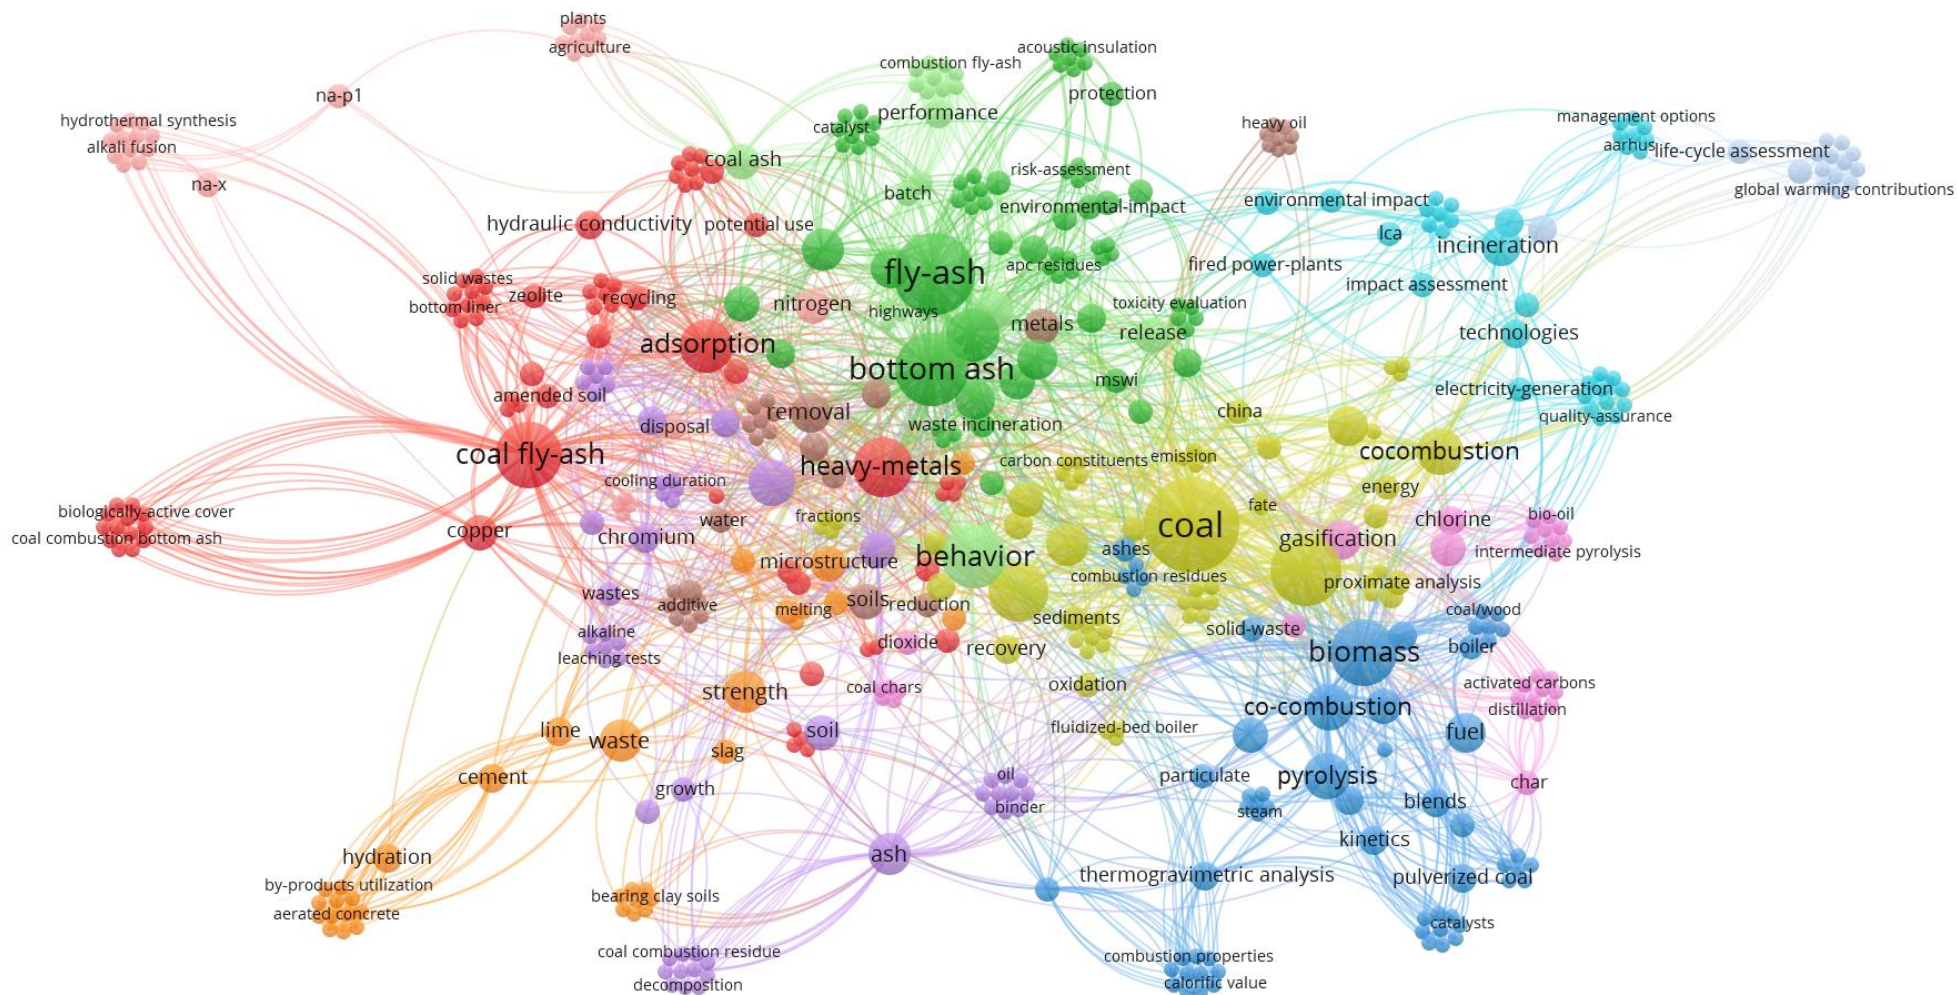 plants
agriculture
acoustic insulation
combustion fly-ash
na-p1
protection
performance
hydrothermal synthesis
alkali fusion
catalyst
heavy oil
management options
aarhus
life-cycle assessment
coal ash
risk-assessment
na-x
batch
global warming contributions
environmental-impact
environmental impact
hydraulic conductivity
potential use
lca
incineration
fly-ash
apc residues
fired power-plants
solid wastes
impact assessment
bottom liner
zeolite
recycling
nitrogen
highways
toxicity evaluation
metals
release
technologies
adsorption
bottom ash
mswi
electricity-generation
amended soil
quality-assurance
removal
china
disposal
waste incineration
coal fly-ash
heavy-metals
carbon constituents
emission
cocombustion
cooling duration
energy
biologically-active cover
fate
coal combustion bottom ash
copper
chromium
water
fractions
coal
chlorine
bio-oil
gasification
intermediate pyrolysis
microstructure
behavior
ashes
combustion residues
proximate analysis
wastes
additive
melting
soils
reduction
sediments
coal/wood
alkaline
leaching tests
dioxide
recovery
solid-waste
biomass
boiler
strength
coal chars
oxidation
activated carbons
distillation
co-combustion
lime
waste
slag
soil
fluidized-bed boiler
fuel
cement
growth
oil
binder
particulate
pyrolysis
steam
blends
char
hydration
ash
kinetics
by-products utilization
aerated concrete
bearing clay soils
thermogravimetric analysis
pulverized coal
catalysts
coal combustion residue
decomposition
combustion properties
calorific value